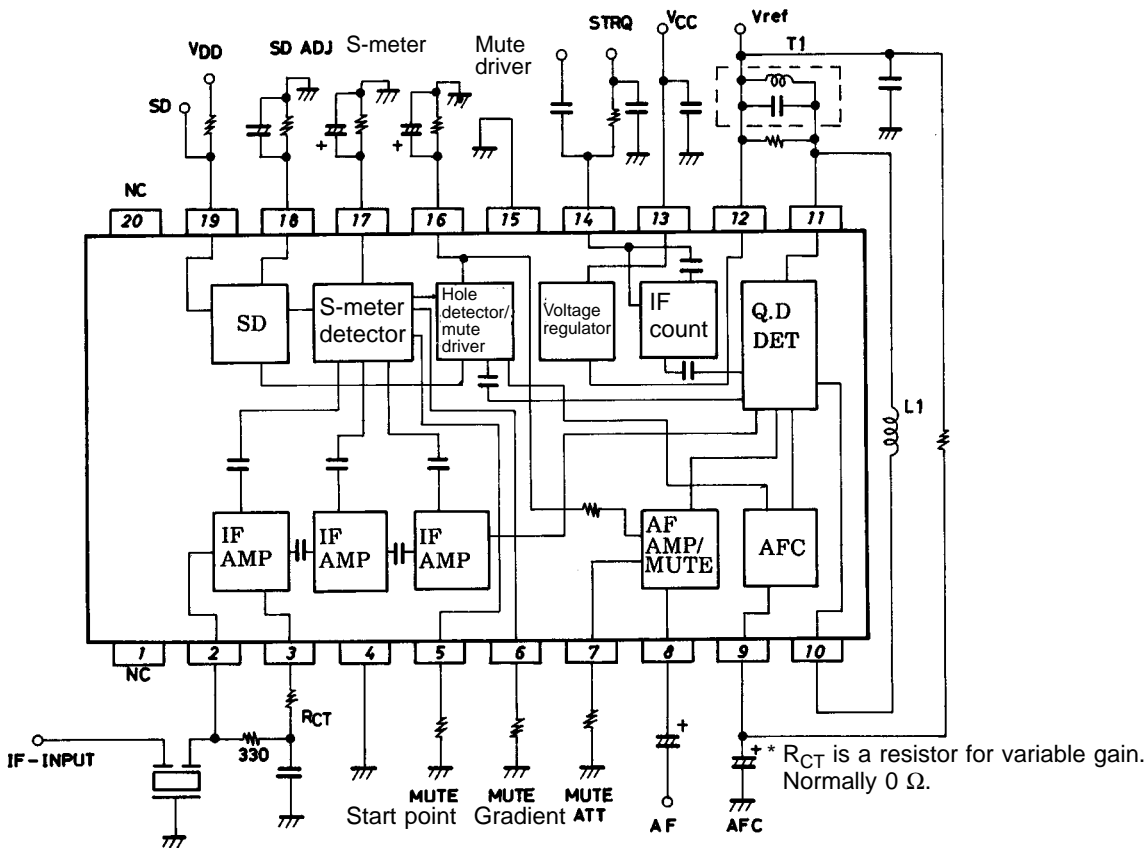 VDD
SD ADJ
S-meter
Mute
driver
STRQ
VCC
Vref
T1
SD
NC
20
19
18
17
16
15
14
13
12
11
SD
S-meter
detector
Hole
detector/
mute
driver
Voltage
regulator
IF
count
Q.D
DET
L1
IF
AMP
IF
AMP
IF
AMP
AF
AMP/
MUTE
AFC
1
2
3
4
5
6
7
8
9
10
NC
RCT
330
IF-INPUT
MUTE
Start point
MUTE
Gradient
MUTE
ATT
+
AF
+
AFC
* RCT is a resistor for variable gain.
Normally 0 Ω.
+
+